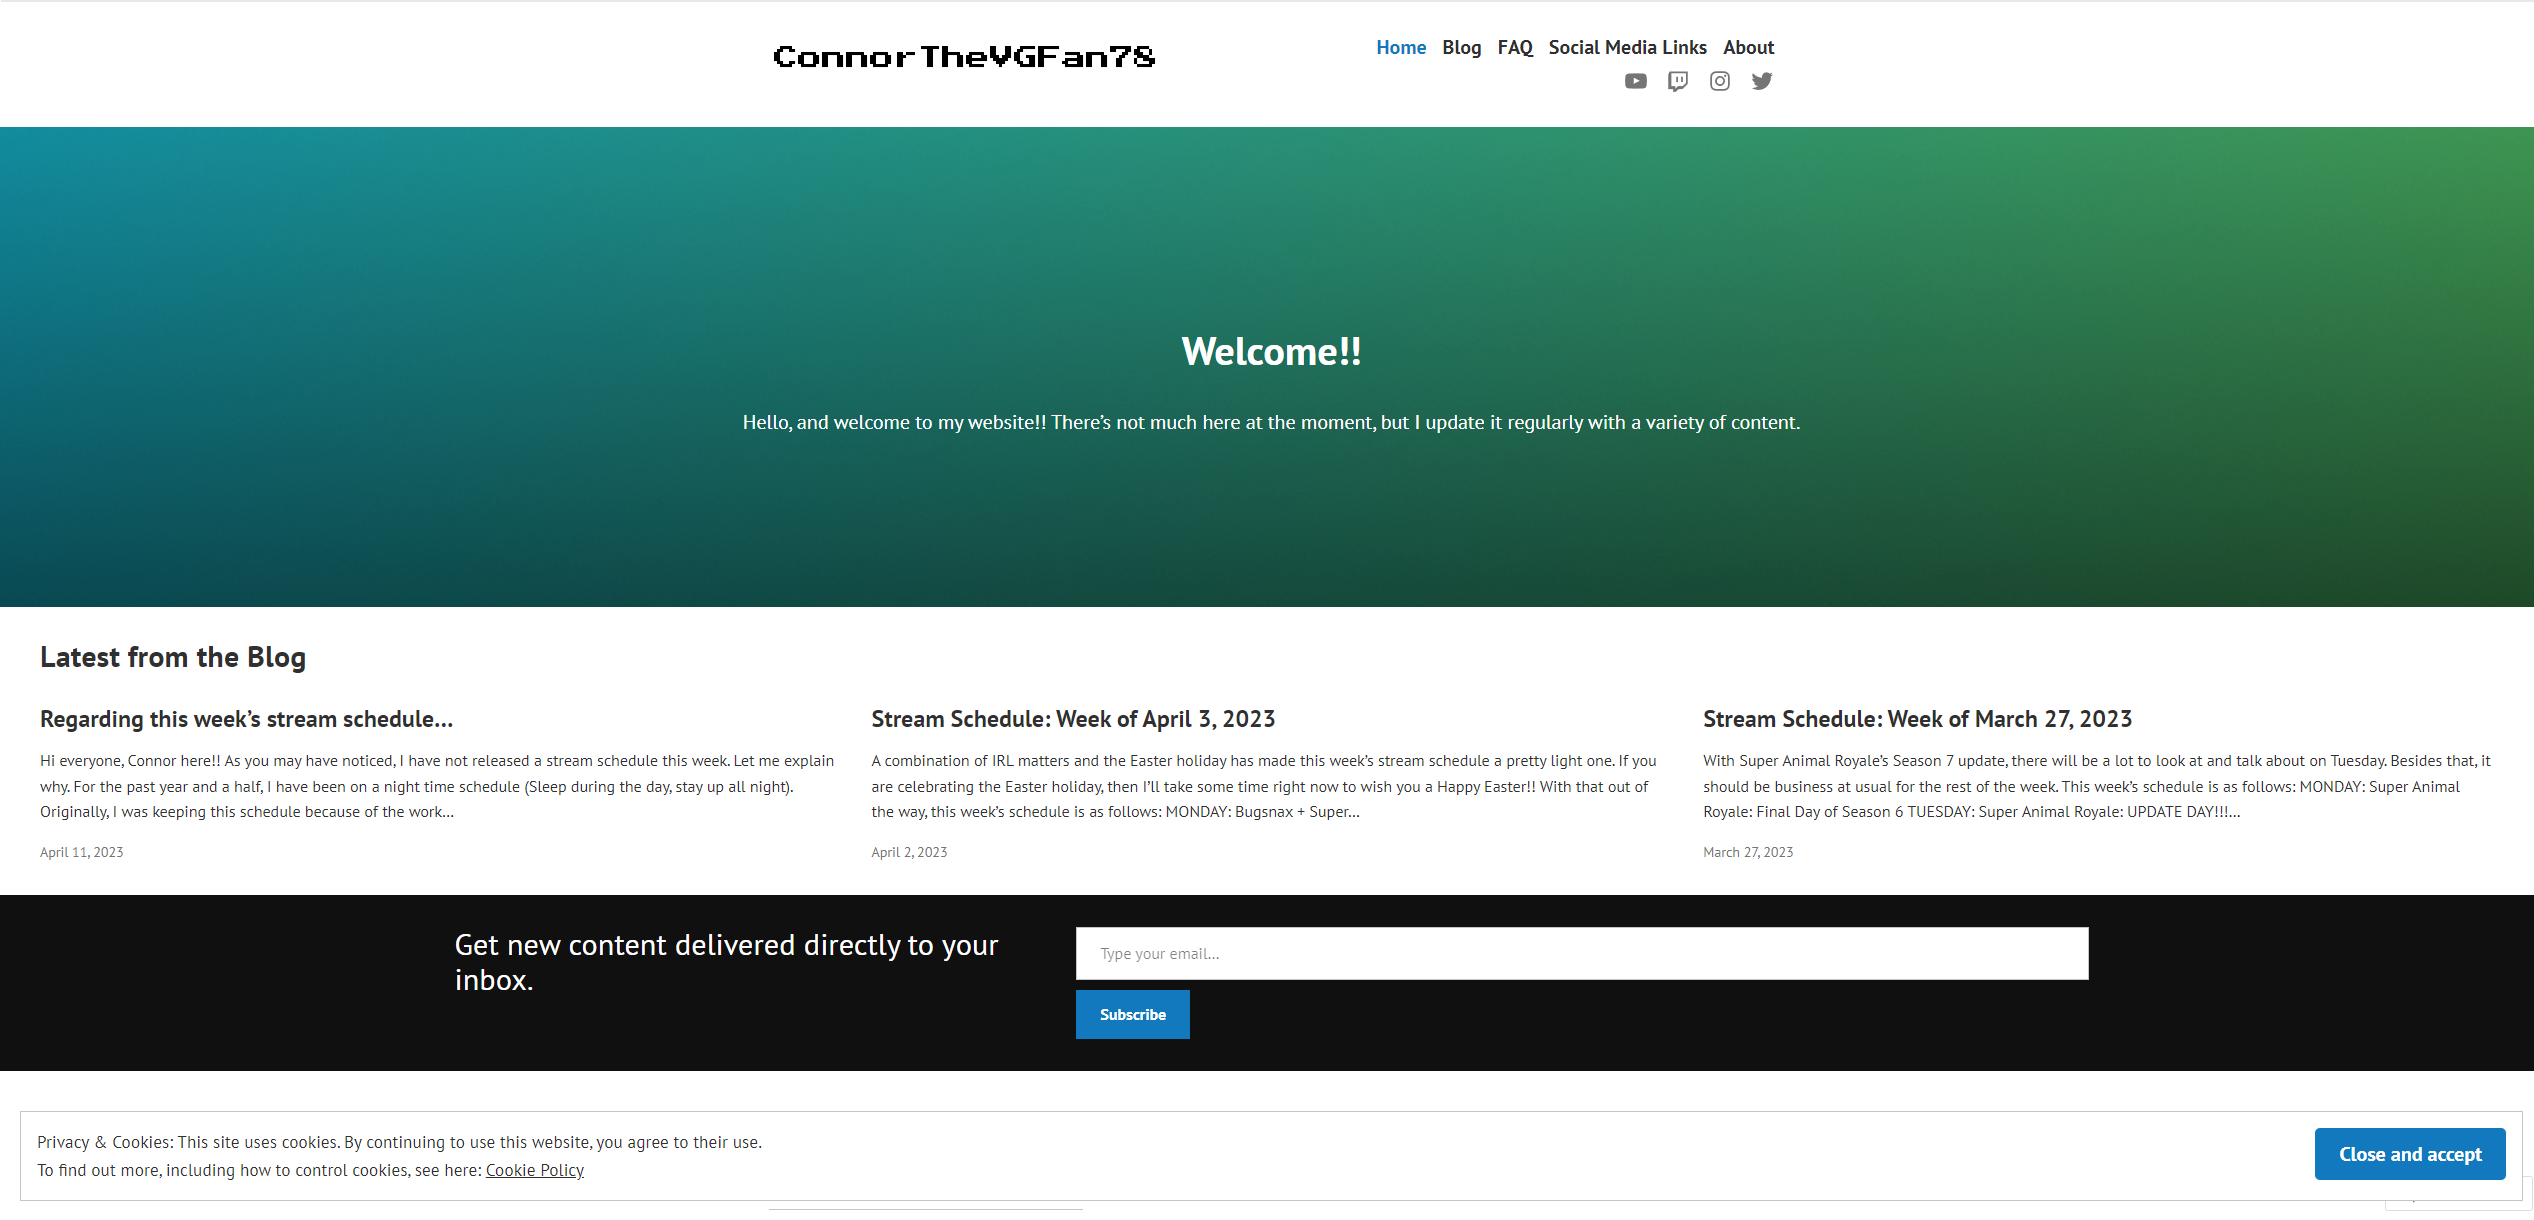 ConnorTheVGFan78
Home Blog FAQ Social Media Links About
Welcome!!
Hello, and welcome to my website!! There’s not much here at the moment, but I update it regularly with a variety of content.
Latest from the Blog
Regarding this week’s stream schedule…
Hi everyone, Connor here!! As you may have noticed, I have not released a stream schedule this week. Let me explain
why. For the past year and a half, I have been on a night time schedule (Sleep during the day, stay up all night).
Originally, I was keeping this schedule because of the work…
April 11, 2023
Stream Schedule: Week of April 3, 2023
A combination of IRL matters and the Easter holiday has made this week’s stream schedule a pretty light one. If you
are celebrating the Easter holiday, then I’ll take some time right now to wish you a Happy Easter!! With that out of
the way, this week’s schedule is as follows: MONDAY: Bugsnax + Super…
April 2, 2023
Stream Schedule: Week of March 27, 2023
With Super Animal Royale’s Season 7 update, there will be a lot to look at and talk about on Tuesday. Besides that, it
should be business at usual for the rest of the week. This week’s schedule is as follows: MONDAY: Super Animal
Royale: Final Day of Season 6 TUESDAY: Super Animal Royale: UPDATE DAY!!!…
March 27, 2023
Get new content delivered directly to your
inbox.
Type your email…
Subscribe
Privacy & Cookies: This site uses cookies. By continuing to use this website, you agree to their use.
To find out more, including how to control cookies, see here: Cookie Policy
Close and accept